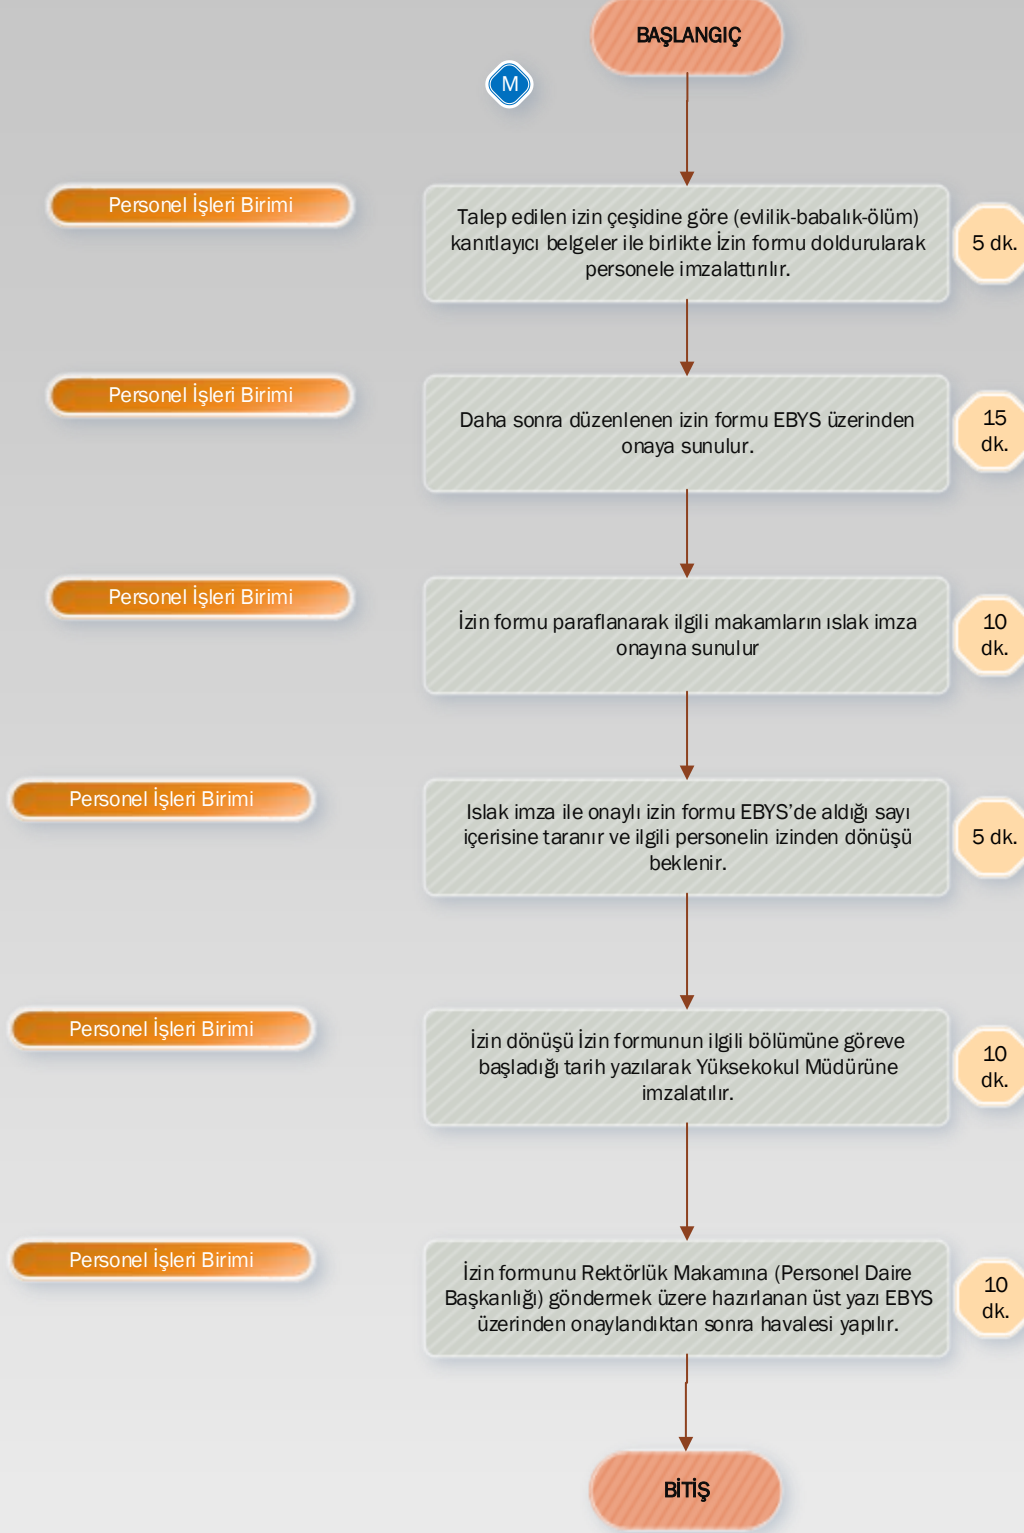 BAŞLANGIÇ
M
Personel İşleri Birimi
Talep edilen izin çeşidine göre (evlilik-babalık-ölüm)
kanıtlayıcı belgeler ile birlikte İzin formu doldurularak
personele imzalattırılır.
5 dk.
Personel İşleri Birimi
Daha sonra düzenlenen izin formu EBYS üzerinden
onaya sunulur.
15
dk.
Personel İşleri Birimi
İzin formu paraflanarak ilgili makamların ıslak imza
onayına sunulur
10
dk.
Personel İşleri Birimi
Islak imza ile onaylı izin formu EBYS’de aldığı sayı
içerisine taranır ve ilgili personelin izinden dönüşü
beklenir.
5 dk.
Personel İşleri Birimi
İzin dönüşü İzin formunun ilgili bölümüne göreve
başladığı tarih yazılarak Yüksekokul Müdürüne
imzalatılır.
10
dk.
Personel İşleri Birimi
İzin formunu Rektörlük Makamına (Personel Daire
Başkanlığı) göndermek üzere hazırlanan üst yazı EBYS
üzerinden onaylandıktan sonra havalesi yapılır.
10
dk.
BİTİŞ